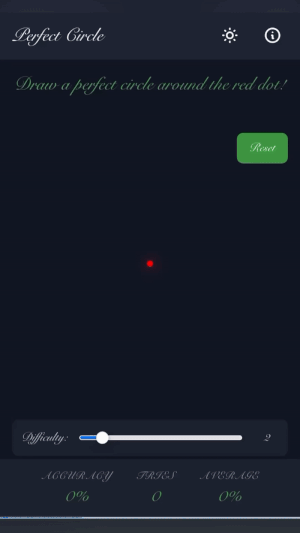 Perfect Circle
Draw a perfect circle around the red dot!
Reset
Difficulty: 2
ACCURACY TRIES AVERAGE
0% 0 0%